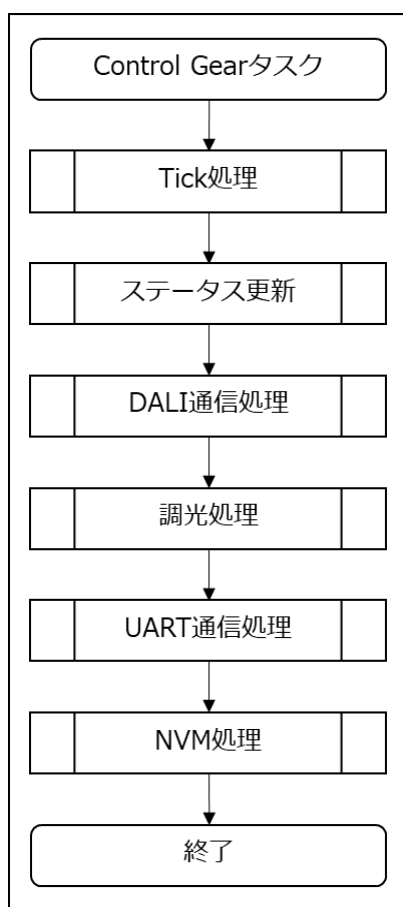 Control Gearタスク
Tick処理
ステータス更新
DALI通信処理
調光処理
UART通信処理
NVM処理
終了